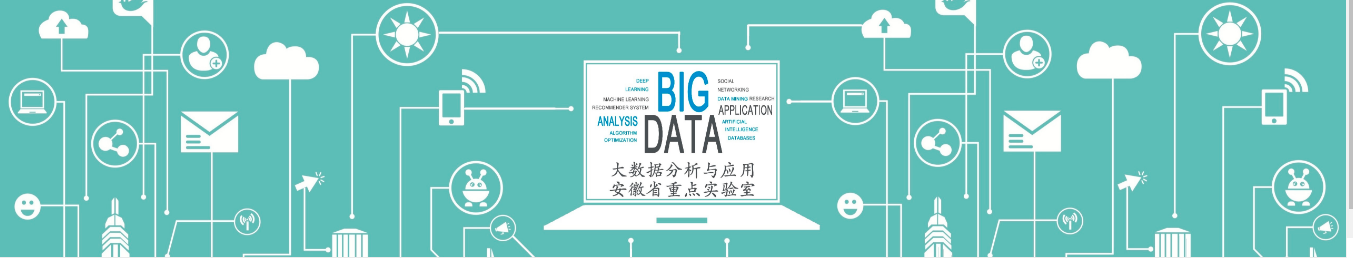 DEEP
LEARNING
MACHINE LEARNING
RECOMMENDER SYSTEM
ANALYSIS
ALGORITHM
OPTIMIZATION
BIG
DATA
SOCIAL
NETWORKING
DATA MINING RESEARCH
APPLICATION
ARTIFICIAL
INTELLIGENCE
DATABASES
大数据分析与应用
安徽省重点实验室